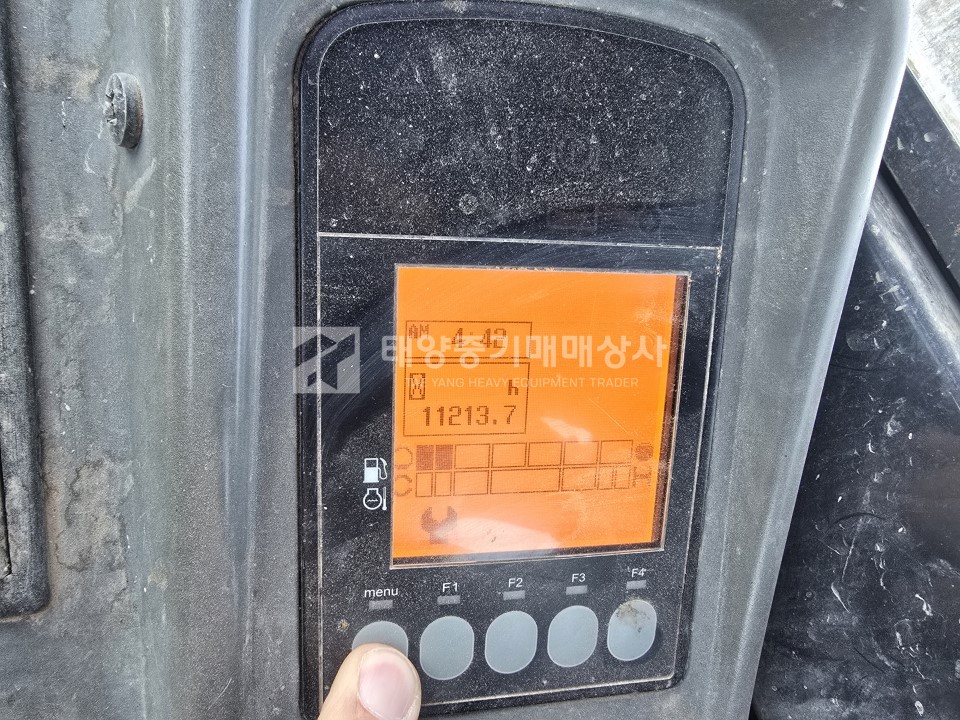 AM 4:42
h
11213.7
태양중기매매상사
TAE YANG HEAVY EQUIPMENT TRADER
menu F1 F2 F3 F4